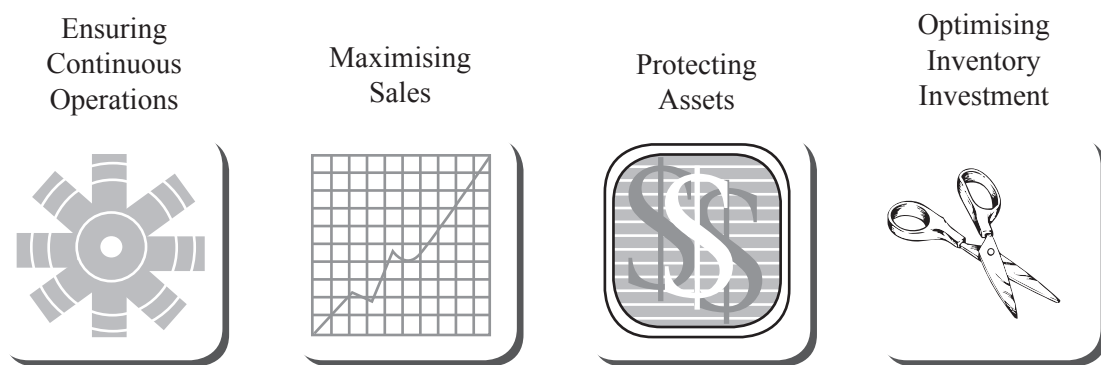 Ensuring
Continuous
Operations
Maximising
Sales
Protecting
Assets
Optimising
Inventory
Investment